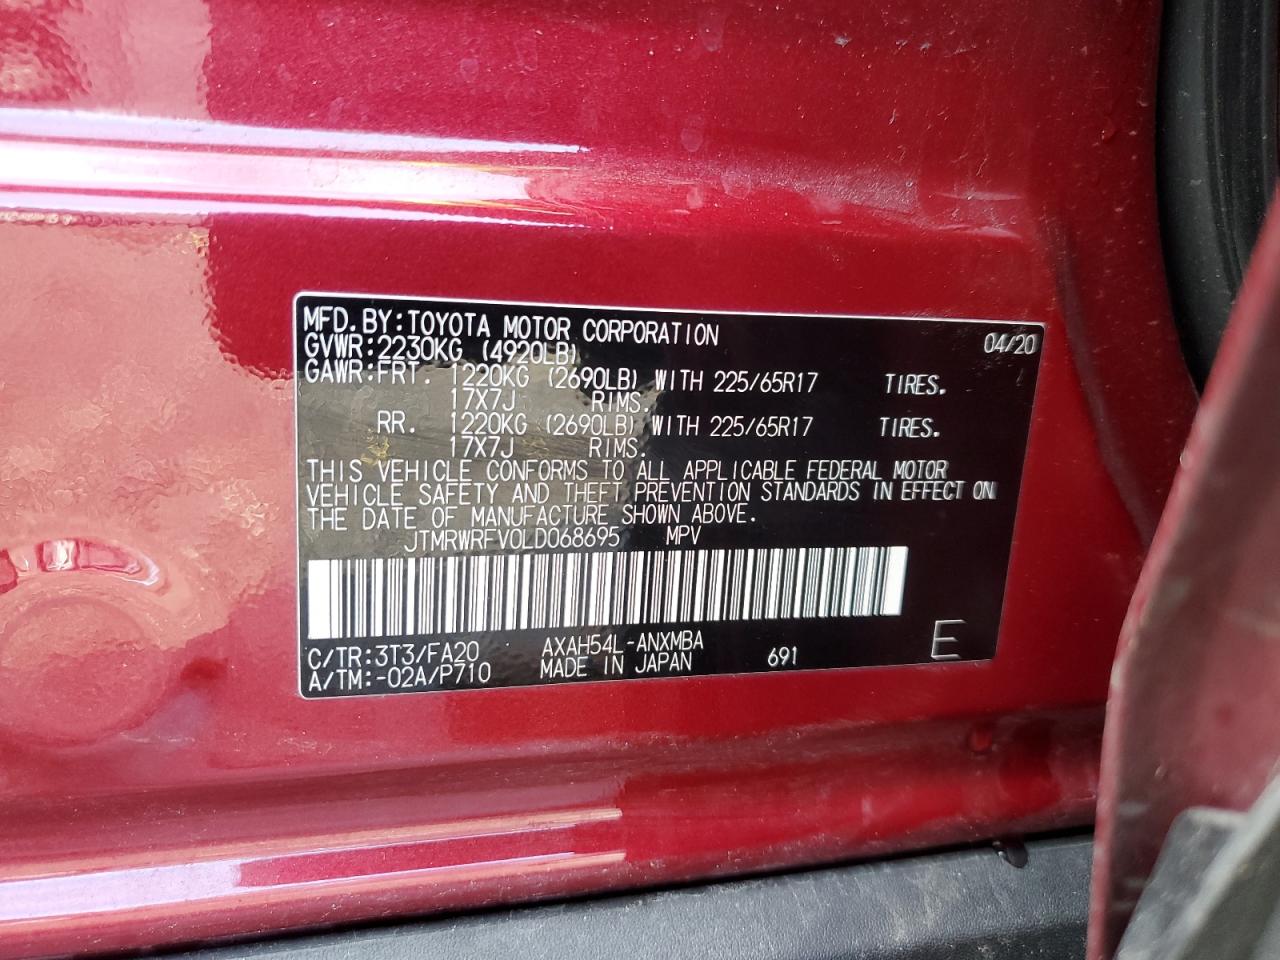 MFD.BY:TOYOTA MOTOR CORPORATION 04/20
GVWR:2230KG (4920LB)
GAWR:FRT. 1220KG (2690LB) WITH 225/65R17 TIRES.
17X7J RIMS.
RR. 1220KG (2690LB) WITH 225/65R17 TIRES.
17X7J RIMS.
THIS VEHICLE CONFORMS TO ALL APPLICABLE FEDERAL MOTOR
VEHICLE SAFETY AND THEFT PREVENTION STANDARDS IN EFFECT ON
THE DATE OF MANUFACTURE SHOWN ABOVE.
JTMRWRFV0LD068695 MPV
C/TR:3T3/FA20 AXAH54L-ANXMBA
A/TM:-02A/P710 MADE IN JAPAN 691 E